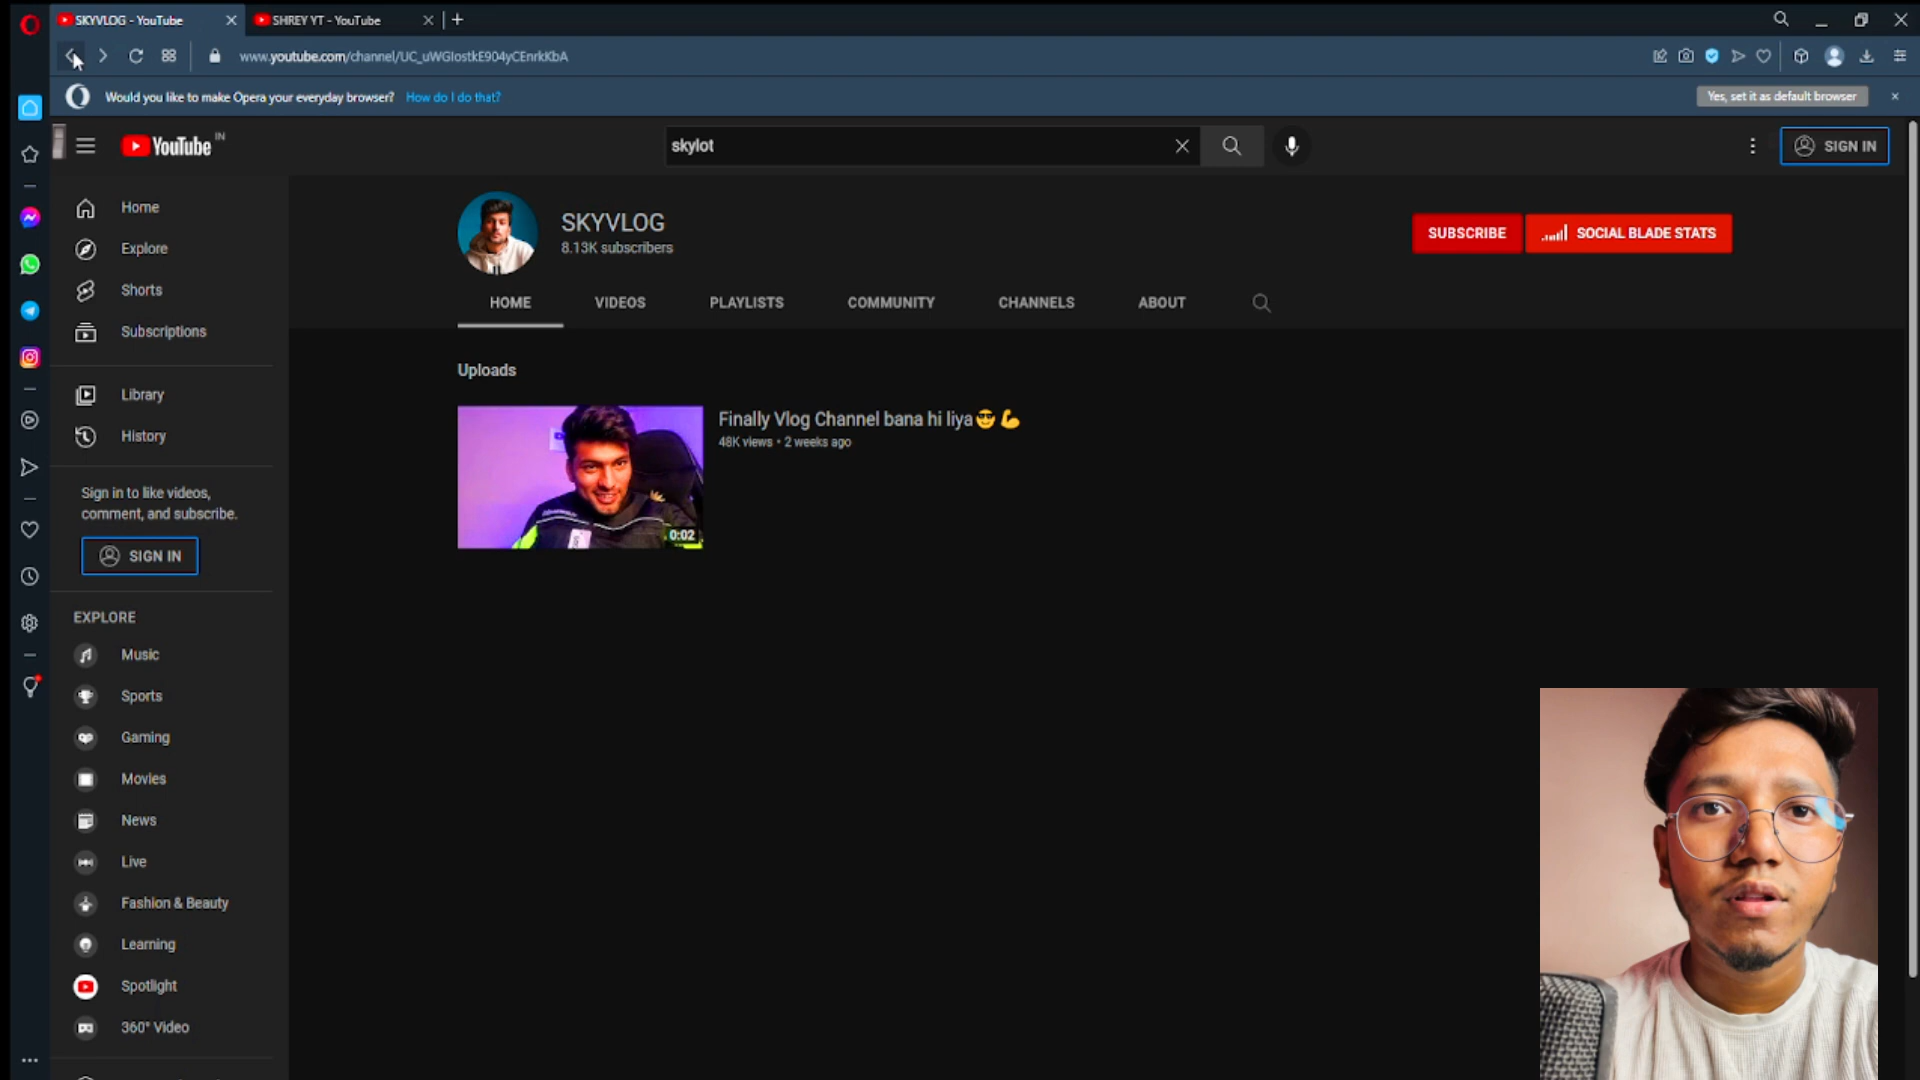 SKYVLOG - YouTube
SHREY YT - YouTube
www.youtube.com/channel/UC_uWGIostkE904yCEnrkKbA
Would you like to make Opera your everyday browser? How do I do that?
Yes, set it as default browser
YouTube IN
skylot
SIGN IN
Home
Explore
Shorts
Subscriptions
Library
History
Sign in to like videos,
comment, and subscribe.
SIGN IN
EXPLORE
Music
Sports
Gaming
Movies
News
Live
Fashion & Beauty
Learning
Spotlight
360° Video
SKYVLOG
8.13K subscribers
SUBSCRIBE
SOCIAL BLADE STATS
HOME VIDEOS PLAYLISTS COMMUNITY CHANNELS ABOUT
Uploads
0:02
Finally Vlog Channel bana hi liya😎💪
48K views • 2 weeks ago